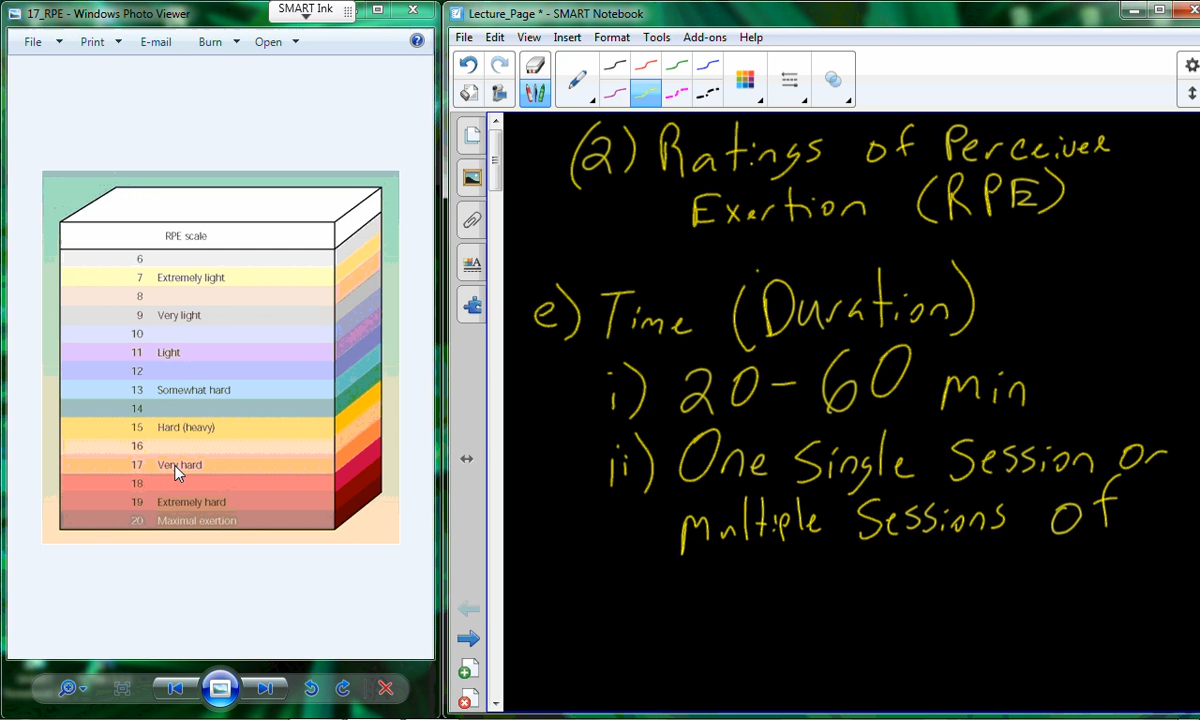 17_RPE - Windows Photo Viewer
SMART Ink
File Print E-mail Burn Open
RPE scale
6
7 Extremely light
8
9 Very light
10
11 Light
12
13 Somewhat hard
14
15 Hard (heavy)
16
17 Very hard
18
19 Extremely hard
20 Maximal exertion
Lecture_Page * - SMART Notebook
File Edit View Insert Format Tools Add-ons Help
(2) Ratings of Perceived
Exertion (RPE)
e) Time (Duration)
i) 20-60 min
ii) One Single Session or
Multiple Sessions of